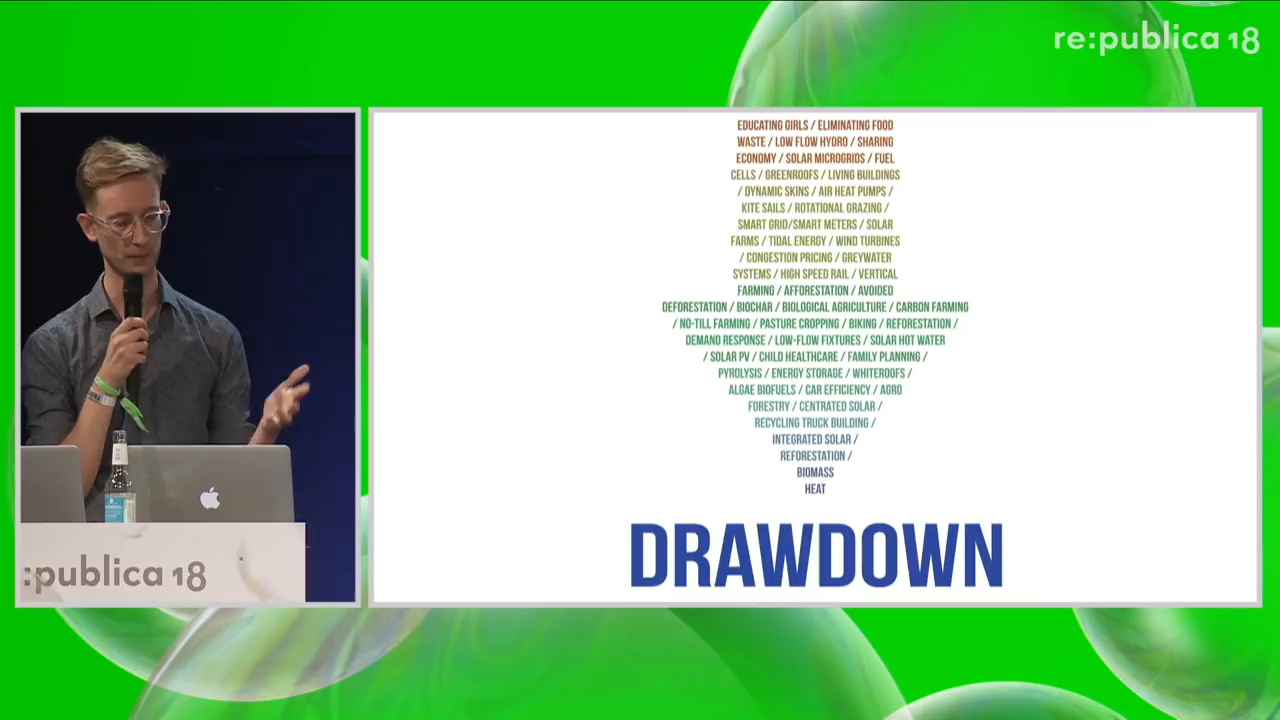 re:publica 18
EDUCATING GIRLS / ELIMINATING FOOD
WASTE / LOW FLOW HYDRO / SHARING
ECONOMY / SOLAR MICROGRIDS / FUEL
CELLS / GREENROOFS / LIVING BUILDINGS
/ DYNAMIC SKINS / AIR HEAT PUMPS /
KITE SAILS / ROTATIONAL GRAZING /
SMART GRID/SMART METERS / SOLAR
FARMS / TIDAL ENERGY / WIND TURBINES
/ CONGESTION PRICING / GREYWATER
SYSTEMS / HIGH SPEED RAIL / VERTICAL
FARMING / AFFORESTATION / AVOIDED
DEFORESTATION / BIOCHAR / BIOLOGICAL AGRICULTURE / CARBON FARMING
/ NO-TILL FARMING / PASTURE CROPPING / BIKING / REFORESTATION /
DEMAND RESPONSE / LOW-FLOW FIXTURES / SOLAR HOT WATER
/ SOLAR PV / CHILD HEALTHCARE / FAMILY PLANNING /
PYROLYSIS / ENERGY STORAGE / WHITEROOFS /
ALGAE BIOFUELS / CAR EFFICIENCY / AGRO
FORESTRY / CENTRATED SOLAR /
RECYCLING TRUCK BUILDING /
INTEGRATED SOLAR /
REFORESTATION /
BIOMASS
HEAT
DRAWDOWN
:publica 18